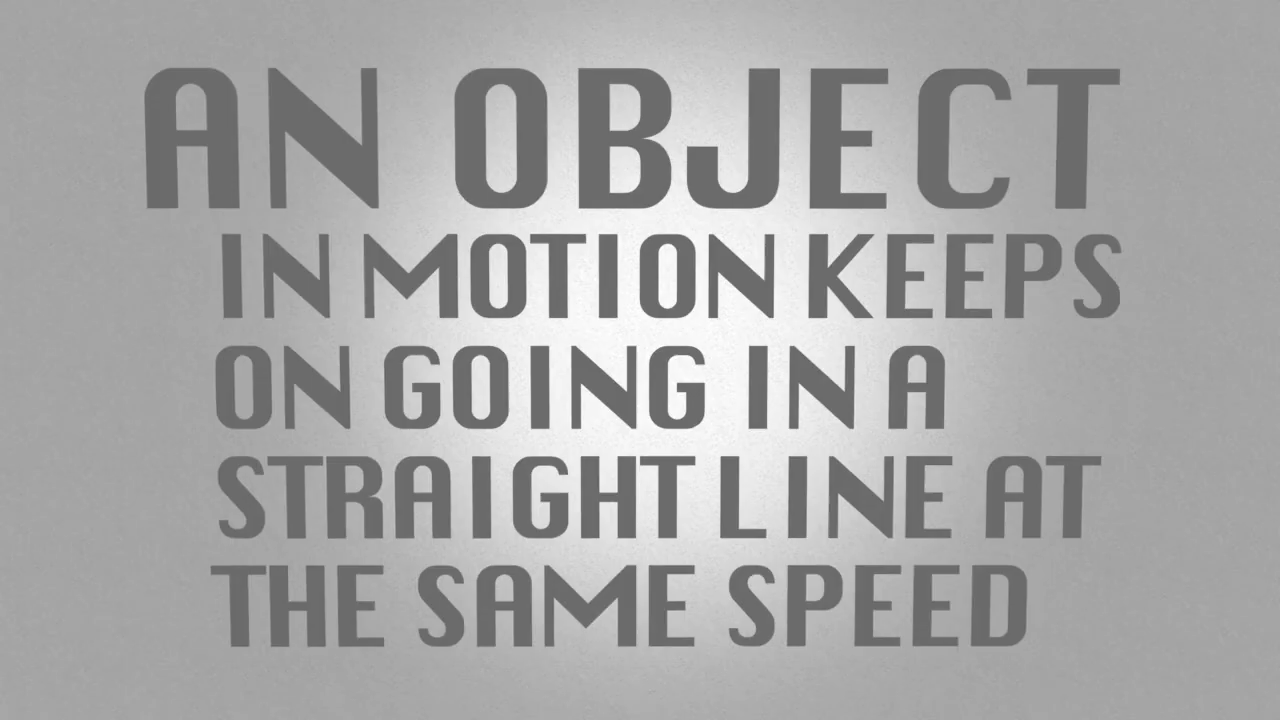 AN OBJECT
IN MOTION KEEPS
ON GOING IN A
STRAIGHT LINE AT
THE SAME SPEED